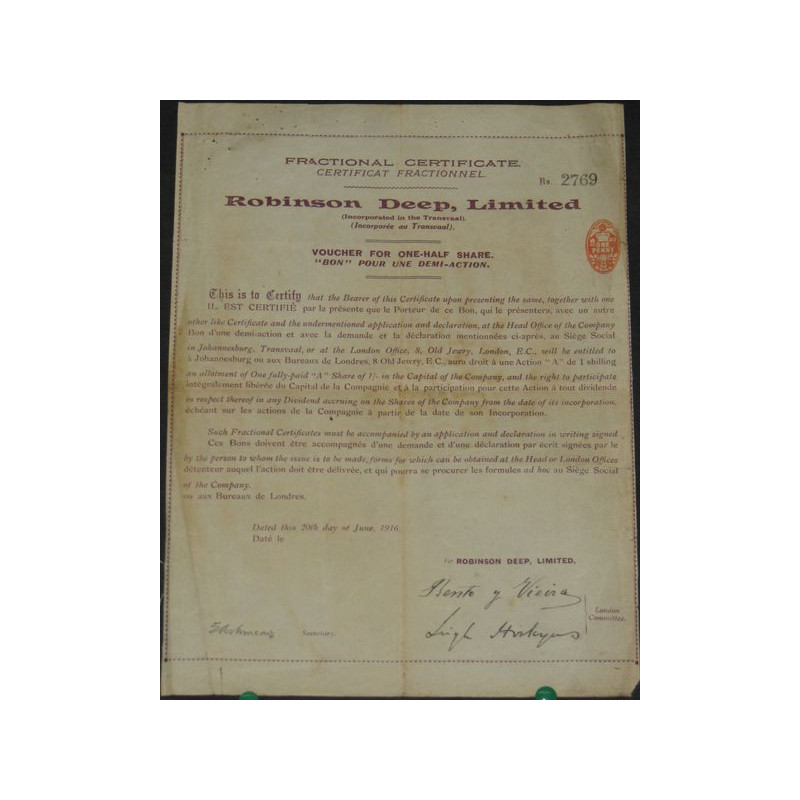 FRACTIONAL CERTIFICATE.
CERTIFICAT FRACTIONNEL.
No. 2769
Robinson Deep, Limited
(Incorporated in the Transvaal).
(Incorporée au Transvaal).
ONE PENNY
VOUCHER FOR ONE-HALF SHARE.
"BON" POUR UNE DEMI-ACTION.
This is to Certify that the Bearer of this Certificate upon presenting the same, together with one
IL EST CERTIFIÉ par la présente que le Porteur de ce Bon, qui le présentera, avec un autre
other like Certificate and the undermentioned application and declaration, at the Head Office of the Company
Bon d'une demi-action et avec la demande et la déclaration mentionnées ci-après, au Siège Social
in Johannesburg, Transvaal, or at the London Office, 8, Old Jewry, London, E.C., will be entitled to
à Johannesburg ou aux Bureaux de Londres, 8 Old Jewry, E.C., aura droit à une Action "A" de 1 shilling
an allotment of One fully-paid "A" Share of 1/- in the Capital of the Company, and the right to participate
intégralement libérée du Capital de la Compagnie et à la participation pour cette Action à tout dividende
in respect thereof in any Dividend accruing on the Shares of the Company from the date of its incorporation.
échéant sur les actions de la Compagnie à partir de la date de son Incorporation.
Such Fractional Certificates must be accompanied by an application and declaration in writing signed
Ces Bons doivent être accompagnés d'une demande et d'une déclaration par écrit signées par le
by the person to whom the issue is to be made, forms for which can be obtained at the Head or London Offices
détenteur auquel l'action doit être délivrée, et qui pourra se procurer les formules ad hoc au Siège Social
of the Company.
ou aux Bureaux de Londres.
Dated this 20th day of June, 1916.
Daté le
For ROBINSON DEEP, LIMITED,
Bento y Vieira
Leigh Hoskyns
London
Committee.
Secretary.